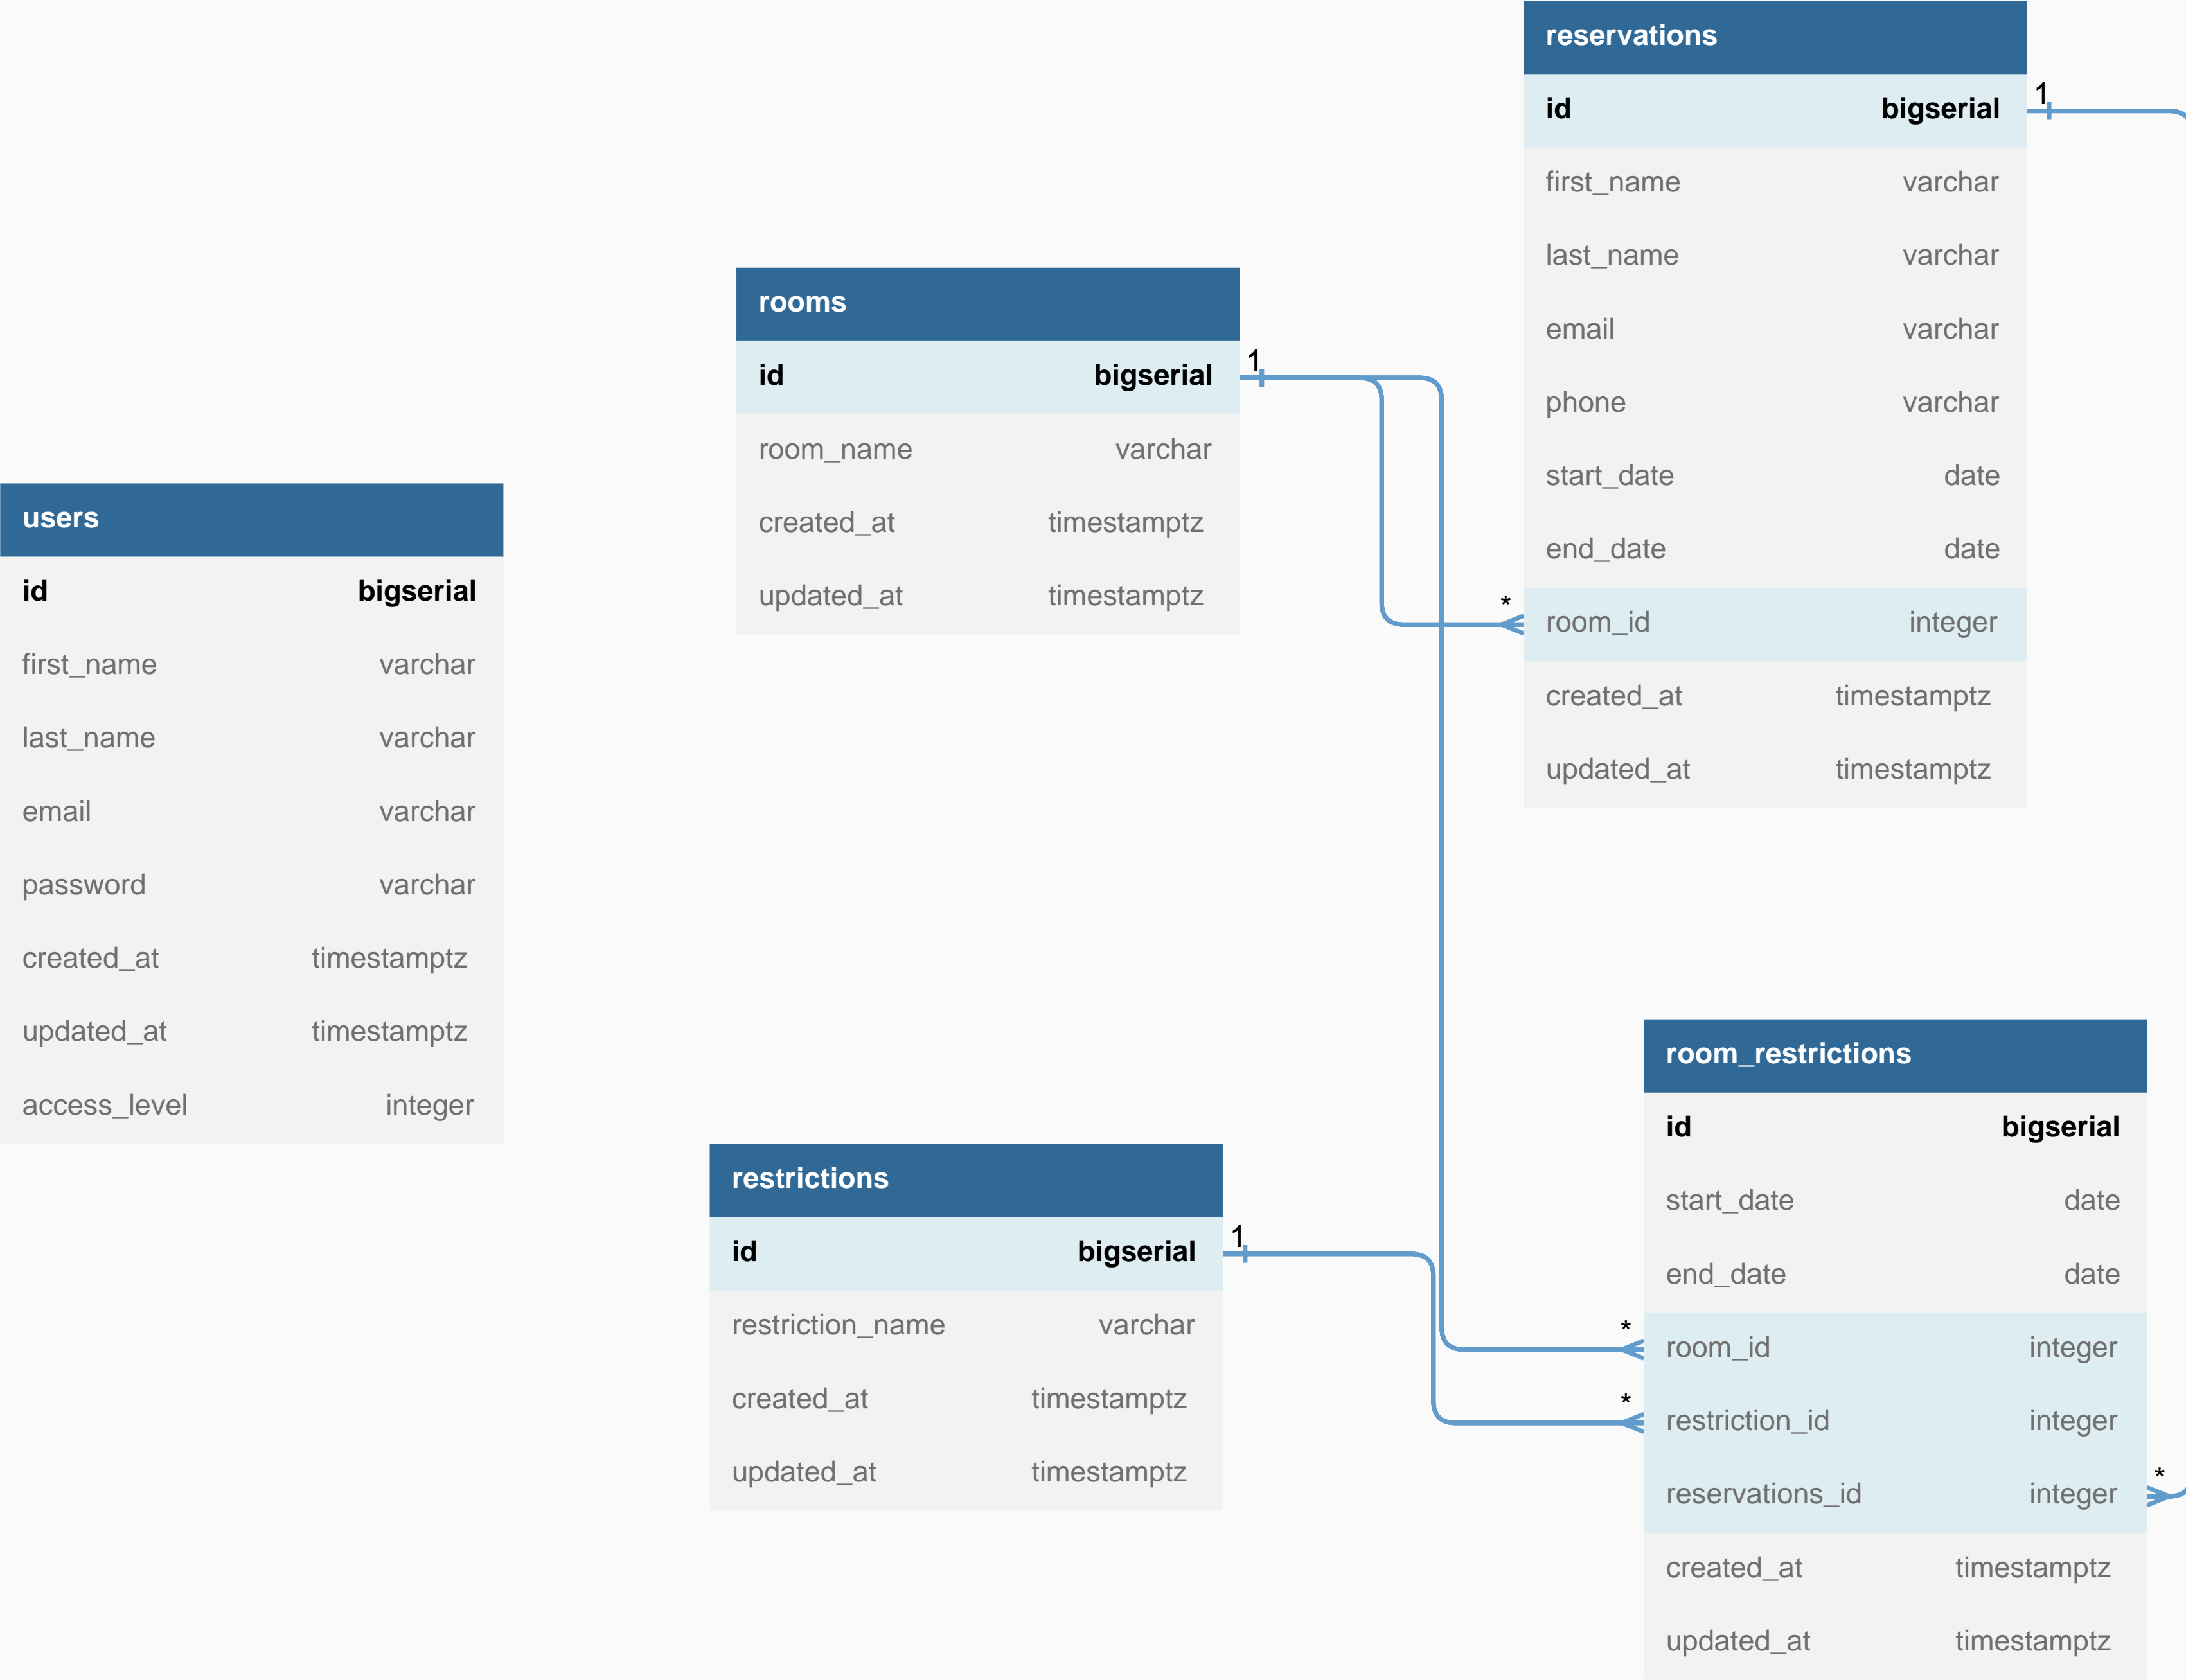 reservations
id bigserial 1
first_name varchar
last_name varchar
email varchar
phone varchar
start_date date
end_date date
* room_id integer
created_at timestamptz
updated_at timestamptz
rooms
id bigserial 1
room_name varchar
created_at timestamptz
updated_at timestamptz
users
id bigserial
first_name varchar
last_name varchar
email varchar
password varchar
created_at timestamptz
updated_at timestamptz
access_level integer
restrictions
id bigserial 1
restriction_name varchar
created_at timestamptz
updated_at timestamptz
room_restrictions
id bigserial
start_date date
end_date date
* room_id integer
* restriction_id integer
reservations_id integer *
created_at timestamptz
updated_at timestamptz